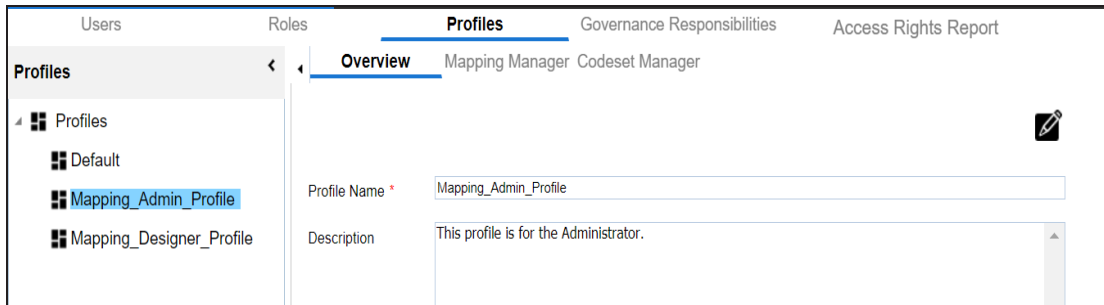 Users Roles Profiles Governance Responsibilities Access Rights Report
Profiles
Overview Mapping Manager Codeset Manager
Profiles
Default
Mapping_Admin_Profile
Mapping_Designer_Profile
Profile Name * Mapping_Admin_Profile
Description This profile is for the Administrator.